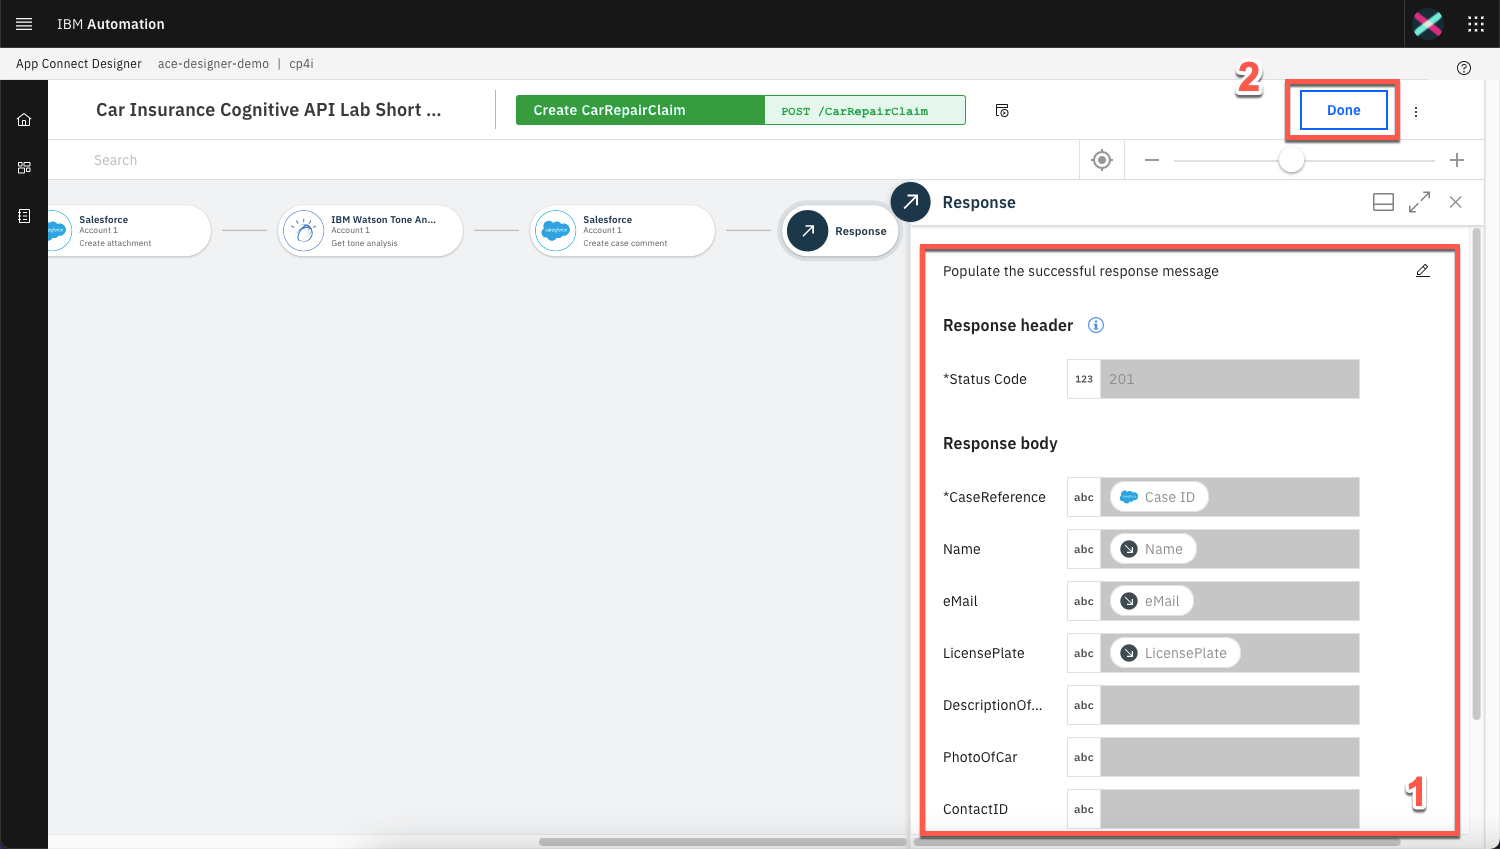 IBM Automation
App Connect Designer ace-designer-demo | cp4i
2
Car Insurance Cognitive API Lab Short ...
Create CarRepairClaim
POST /CarRepairClaim
Done
Search
Salesforce
Account 1
Create attachment
IBM Watson Tone An...
Account 1
Get tone analysis
Salesforce
Account 1
Create case comment
Response
Response
Populate the successful response message
Response header
*Status Code 123 201
Response body
*CaseReference abc Case ID
Name abc Name
eMail abc eMail
LicensePlate abc LicensePlate
DescriptionOf... abc
PhotoOfCar abc
1
ContactID abc